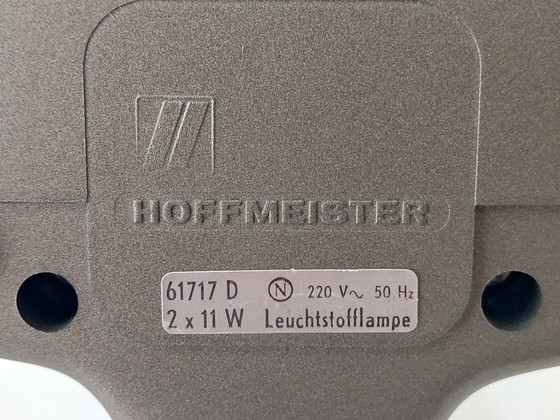 HOFFMEISTER
61717 D N 220 V~ 50 Hz
2 x 11 W Leuchtstofflampe